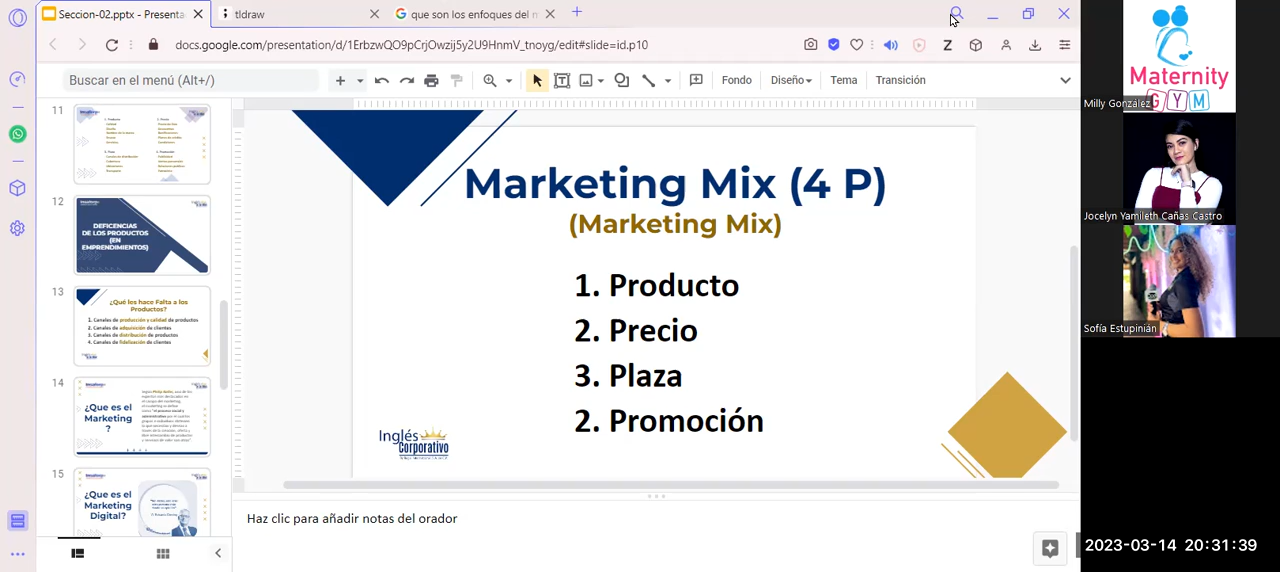 Seccion-02.pptx - Presenta
tldraw
que son los enfoques del m
docs.google.com/presentation/d/1ErbzwQO9pCrjOwzij5y2U9HnmV_tnoyg/edit#slide=id.p10
Buscar en el menú (Alt+/)
Fondo
Diseño
Tema
Transición
11
12
DEFICENCIAS
DE LOS PRODUCTOS
(EN
EMPRENDIMIENTOS)
13
¿Qué les hace Falta a los
Productos?
1. Canales de producción y calidad de productos
2. Canales de adquisición de clientes
3. Canales de distribución de productos
4. Canales de fidelización de clientes
14
¿Que es el
Marketing
?
15
¿Que es el
Marketing
Digital?
Marketing Mix (4 P)
(Marketing Mix)
1. Producto
2. Precio
3. Plaza
2. Promoción
Inglés
Corporativo
Haz clic para añadir notas del orador
Maternity
GYM
Milly González
Jocelyn Yamileth Cañas Castro
Sofía Estupinián
2023-03-14 20:31:39